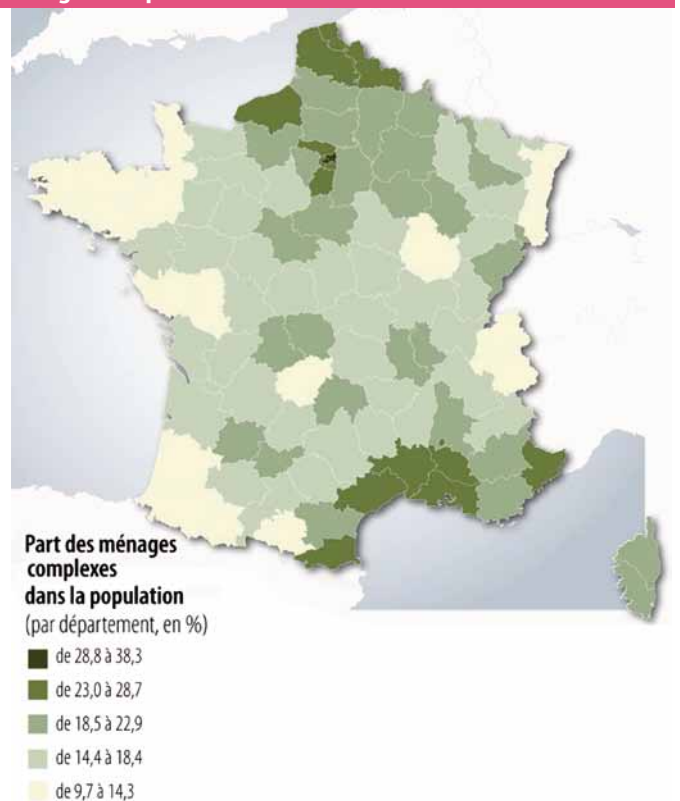 Part des ménages
complexes
dans la population
(par département, en %)
de 28,8 à 38,3
de 23,0 à 28,7
de 18,5 à 22,9
de 14,4 à 18,4
de 9,7 à 14,3